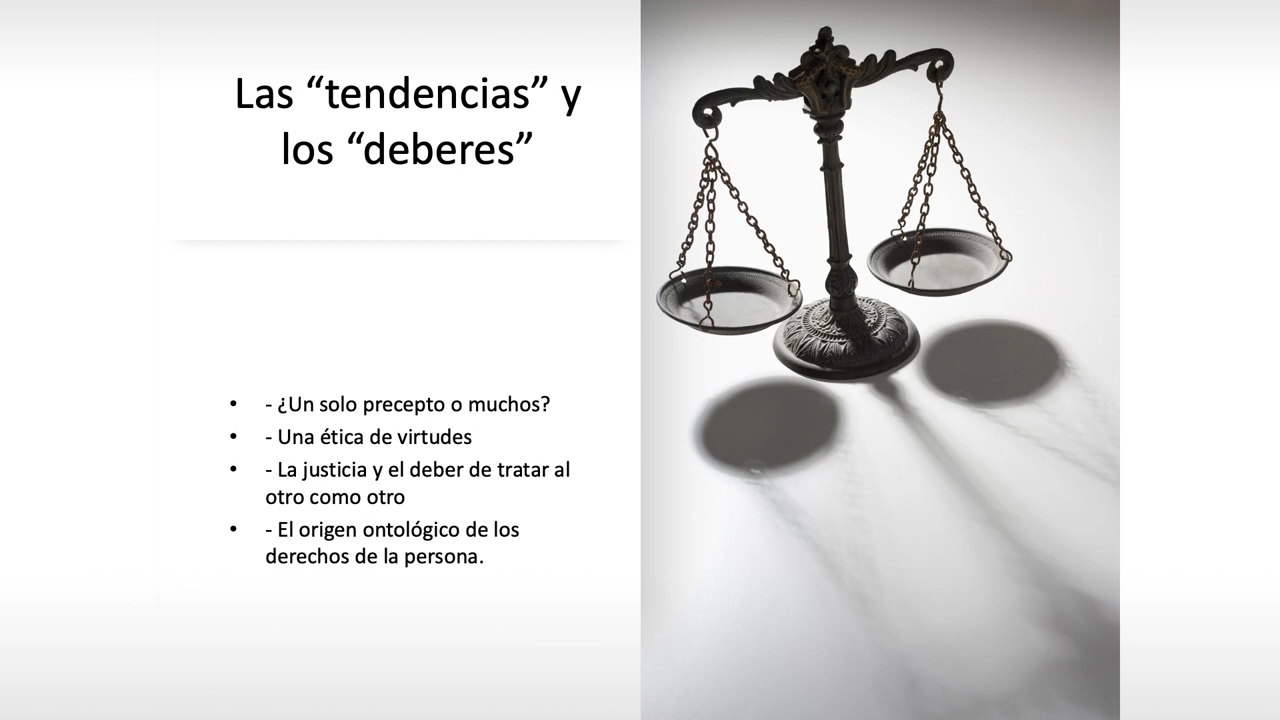 Las “tendencias” y
los “deberes”
• - ¿Un solo precepto o muchos?
• - Una ética de virtudes
• - La justicia y el deber de tratar al
otro como otro
• - El origen ontológico de los
derechos de la persona.